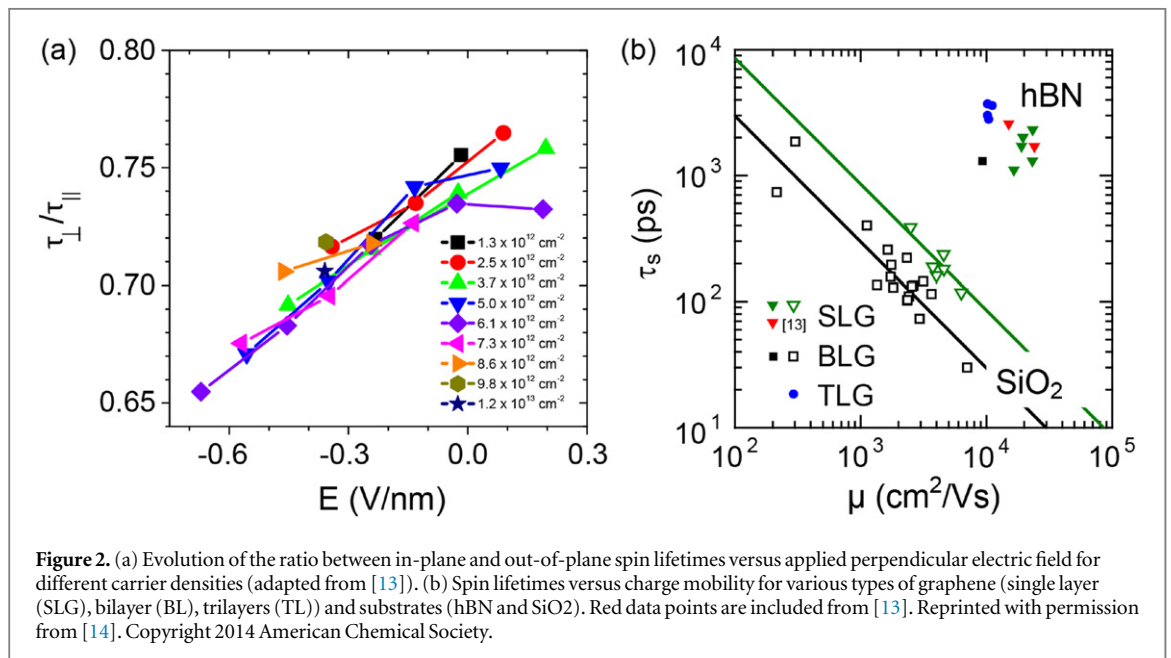 (a)
0.80
0.75
0.70
0.65
τ⊥/τ∥
-0.6 -0.3 0.0 0.3
E (V/nm)
1.3 x 10¹² cm⁻²
2.5 x 10¹² cm⁻²
3.7 x 10¹² cm⁻²
5.0 x 10¹² cm⁻²
6.1 x 10¹² cm⁻²
7.3 x 10¹² cm⁻²
8.6 x 10¹² cm⁻²
9.8 x 10¹² cm⁻²
1.2 x 10¹³ cm⁻²
(b)
10⁴
10³
10²
10¹
τs (ps)
hBN
SLG
[13]
BLG
TLG
SiO₂
10² 10³ 10⁴ 10⁵
µ (cm²/Vs)
Figure 2. (a) Evolution of the ratio between in-plane and out-of-plane spin lifetimes versus applied perpendicular electric field for
different carrier densities (adapted from [13]). (b) Spin lifetimes versus charge mobility for various types of graphene (single layer
(SLG), bilayer (BL), trilayers (TL)) and substrates (hBN and SiO2). Red data points are included from [13]. Reprinted with permission
from [14]. Copyright 2014 American Chemical Society.